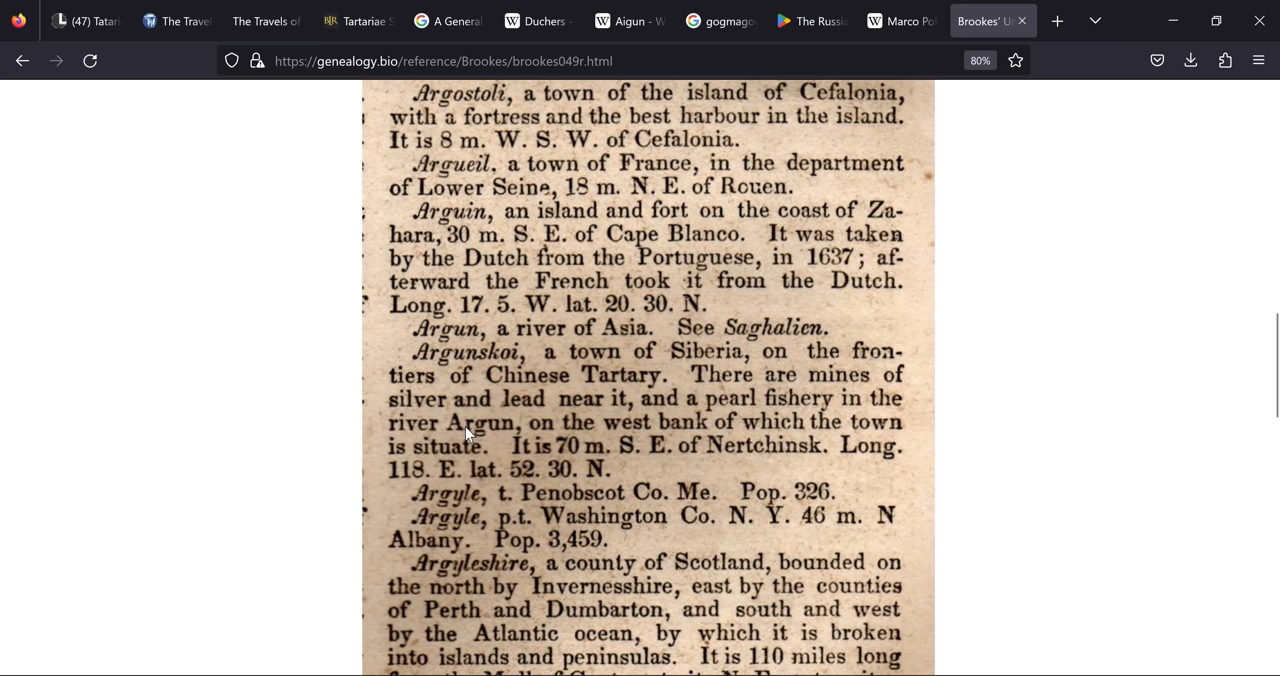 (47) Tatari
The Travel
The Travels of
Tartariae S
A General
Duchers -
Aigun - W
gogmagog
The Russia
Marco Pol
Brookes' Un
https://genealogy.bio/reference/Brookes/brookes049r.html
80%
Argostoli, a town of the island of Cefalonia,
with a fortress and the best harbour in the island.
It is 8 m. W. S. W. of Cefalonia.
Argueil, a town of France, in the department
of Lower Seine, 18 m. N. E. of Rouen.
Arguin, an island and fort on the coast of Za-
hara, 30 m. S. E. of Cape Blanco. It was taken
by the Dutch from the Portuguese, in 1637; af-
terward the French took it from the Dutch.
Long. 17. 5. W. lat. 20. 30. N.
Argun, a river of Asia. See Saghalien.
Argunskoi, a town of Siberia, on the fron-
tiers of Chinese Tartary. There are mines of
silver and lead near it, and a pearl fishery in the
river Argun, on the west bank of which the town
is situate. It is 70 m. S. E. of Nertchinsk. Long.
118. E. lat. 52. 30. N.
Argyle, t. Penobscot Co. Me. Pop. 326.
Argyle, p.t. Washington Co. N. Y. 46 m. N
Albany. Pop. 3,459.
Argyleshire, a county of Scotland, bounded on
the north by Invernesshire, east by the counties
of Perth and Dumbarton, and south and west
by the Atlantic ocean, by which it is broken
into islands and peninsulas. It is 110 miles long